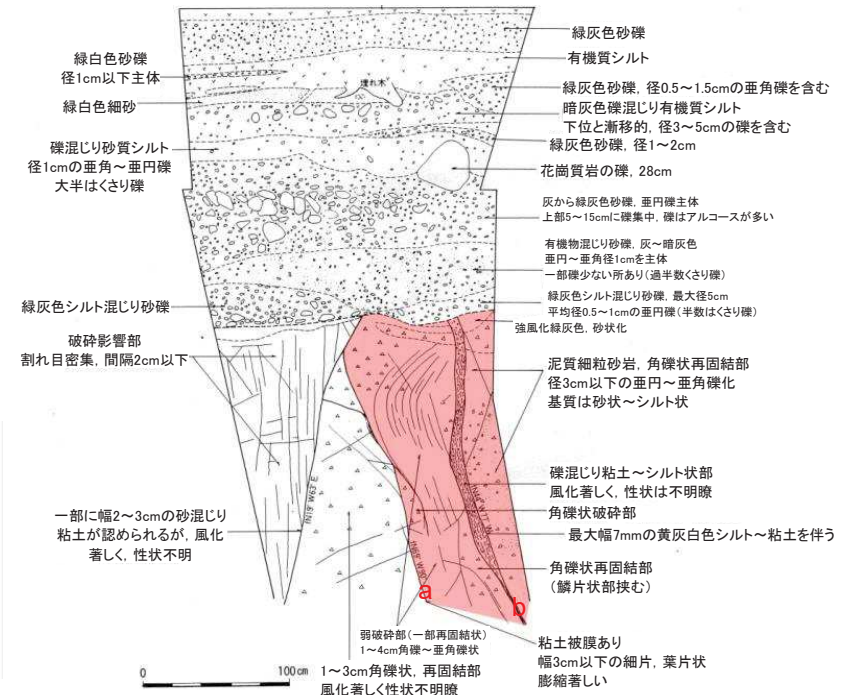 緑灰色砂礫
有機質シルト
緑白色砂礫
径1cm以下主体
緑灰色砂礫, 径0.5～1.5cmの亜角礫を含む
埋れ木
緑白色細砂
暗灰色礫混じり有機質シルト
下位と漸移的, 径3～5cmの礫を含む
緑灰色砂礫, 径1～2cm
礫混じり砂質シルト
径1cmの亜角～亜円礫
大半はくさり礫
花崗質岩の礫, 28cm
灰から緑灰色砂礫, 亜円礫主体
上部5～15cmに礫集中, 礫はアルコースが多い
有機物混じり砂礫, 灰～暗灰色
亜円～亜角径1cmを主体
一部礫少ない所あり(過半数くさり礫)
緑灰色シルト混じり砂礫
緑灰色シルト混じり砂礫, 最大径5cm
平均径0.5～1cmの亜円礫(半数はくさり礫)
強風化緑灰色, 砂状化
破砕影響部
割れ目密集, 間隔2cm以下
泥質細粒砂岩, 角礫状再固結部
径3cm以下の亜円～亜角礫化
基質は砂状～シルト状
礫混じり粘土～シルト状部
風化著しく, 性状は不明瞭
角礫状破砕部
最大幅7mmの黄灰白色シルト～粘土を伴う
一部に幅2～3cmの砂混じり
粘土が認められるが, 風化
著しく, 性状不明
角礫状再固結部
(鱗片状部挟む)
a
b
弱破砕部(一部再固結状)
1～4cm角礫～亜角礫状
粘土被膜あり
幅3cm以下の細片, 葉片状
膨縮著しい
1～3cm角礫状, 再固結部
風化著しく性状不明瞭
0 100cm